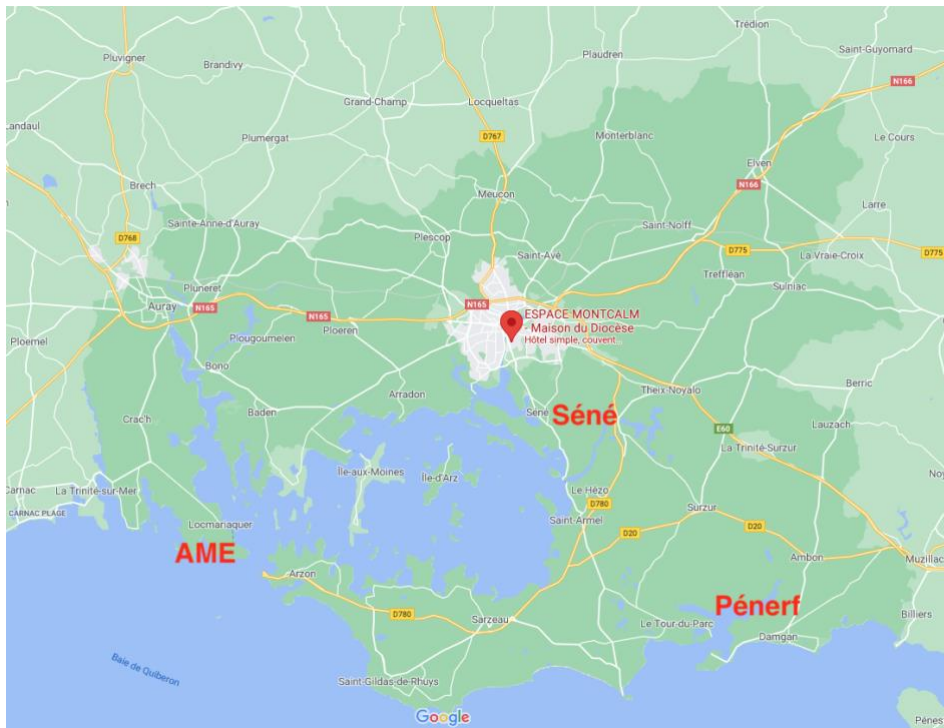 Trédion
Pluvigner
Saint-Guyomard
Plaudren
Brandivy
N166
Grand-Champ
Locqueltas
Landaul
D767
Monterblanc
Le Cours
Plumergat
Elven
Brech
N166
Meucon
Larré
Sainte-Anne-d'Auray
Saint-Nolff
D768
Plescop
D775
D775
Saint-Avé
La Vraie-Croix
Treffléan
Pluneret
Sulniac
Auray
N165
N165
N165
ESPACE MONTCALM
- Maison du Diocèse
Hôtel simple, couvent...
Ploeren
Ploemel
Plougoumelen
Bono
Berric
Arradon
Theix-Noyalo
Baden
Séné
Séné
Crac'h
Lauzach
E60
La Trinité-Surzur
Île-aux-Moines
Île-d'Arz
Carnac
La Trinité-sur-Mer
Le Hézo
D780
CARNAC PLAGE
Surzur
Saint-Armel
Locmariaquer
D20
D20
AME
Ambon
Muzillac
Arzon
Pénerf
D780
Sarzeau
Le Tour-du-Parc
Billiers
Damgan
Baie de Quiberon
Saint-Gildas-de-Rhuys
Google
Pénes